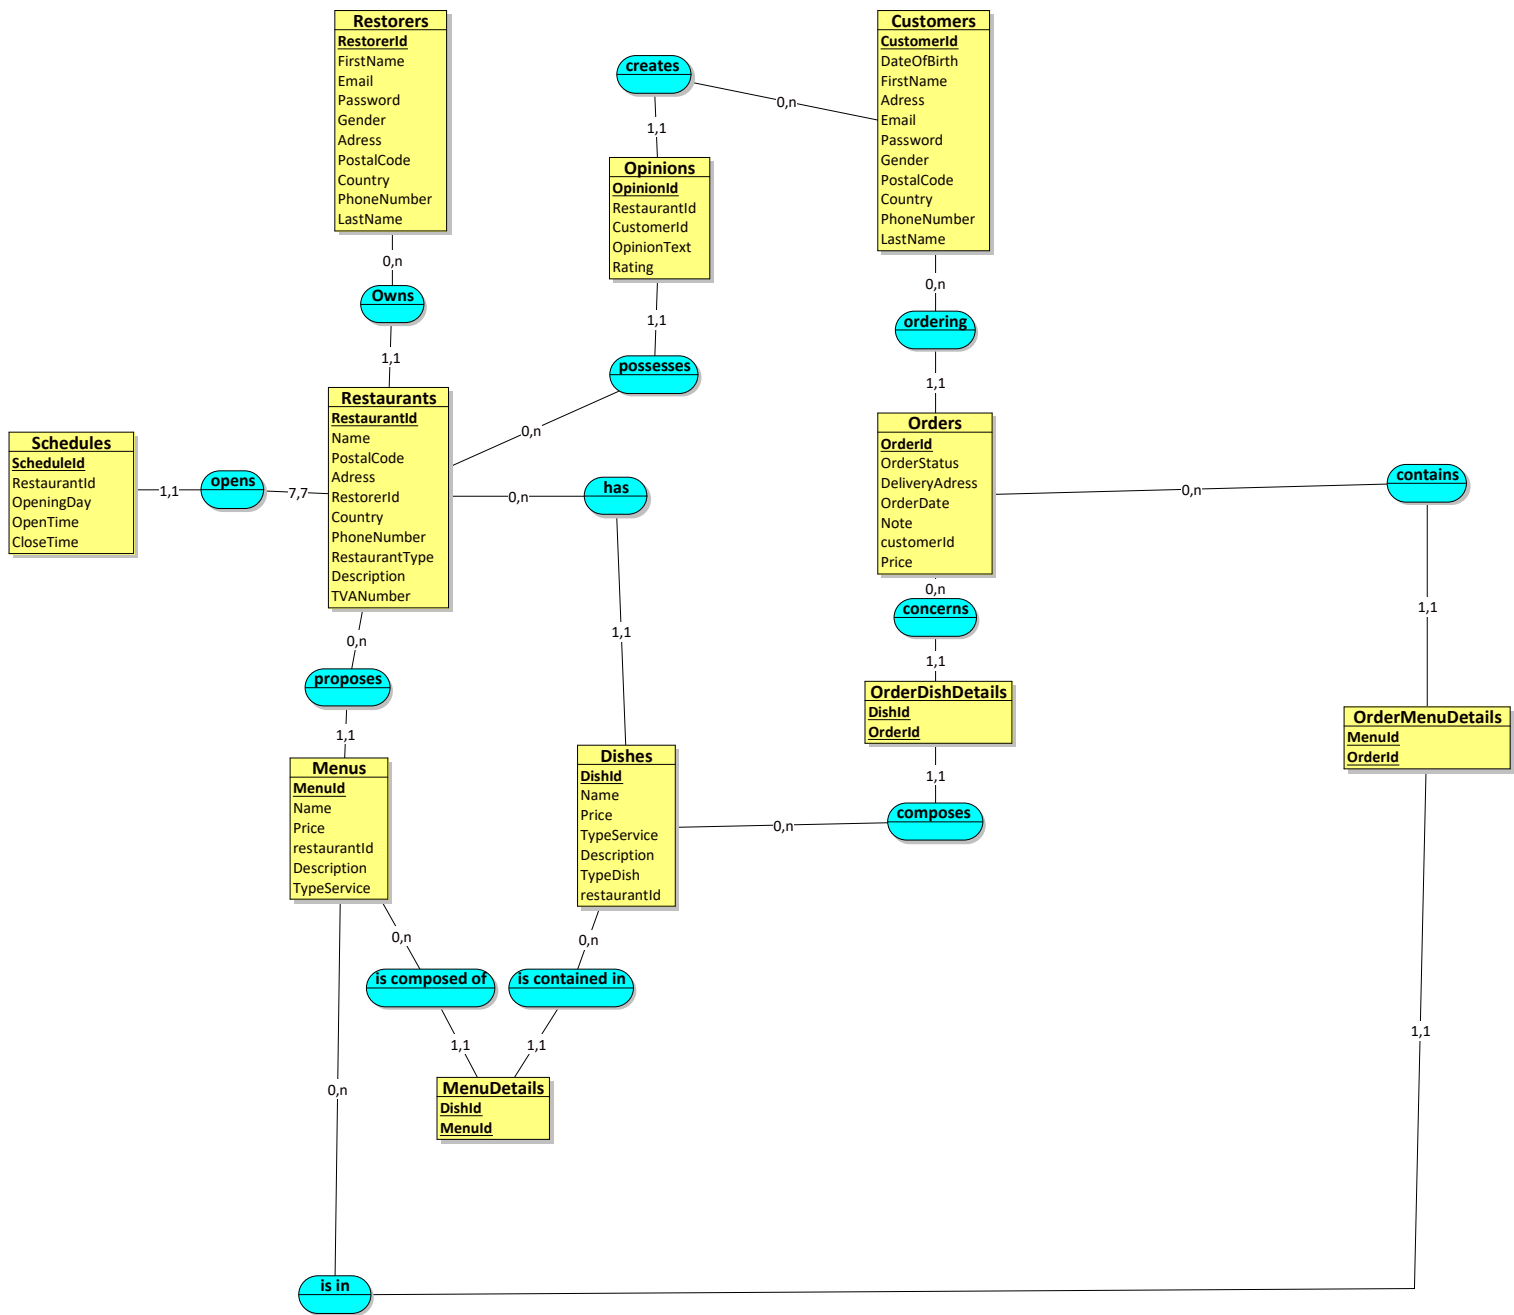 Restorers
RestorerId
FirstName
Email
Password
Gender
Adress
PostalCode
Country
PhoneNumber
LastName
creates
0,n
1,1
Customers
CustomerId
DateOfBirth
FirstName
Adress
Email
Password
Gender
PostalCode
Country
PhoneNumber
LastName
Opinions
OpinionId
RestaurantId
CustomerId
OpinionText
Rating
0,n
Owns
1,1
1,1
possesses
0,n
0,n
ordering
1,1
Schedules
ScheduleId
RestaurantId
OpeningDay
OpenTime
CloseTime
1,1
opens
7,7
Restaurants
RestaurantId
Name
PostalCode
Adress
RestorerId
Country
PhoneNumber
RestaurantType
Description
TVANumber
0,n
has
1,1
Orders
OrderId
OrderStatus
DeliveryAdress
OrderDate
Note
customerId
Price
0,n
contains
1,1
0,n
concerns
1,1
0,n
proposes
1,1
OrderDishDetails
DishId
OrderId
OrderMenuDetails
MenuId
OrderId
Menus
MenuId
Name
Price
restaurantId
Description
TypeService
Dishes
DishId
Name
Price
TypeService
Description
TypeDish
restaurantId
1,1
composes
0,n
0,n
is composed of
1,1
0,n
is contained in
1,1
MenuDetails
DishId
MenuId
1,1
0,n
is in